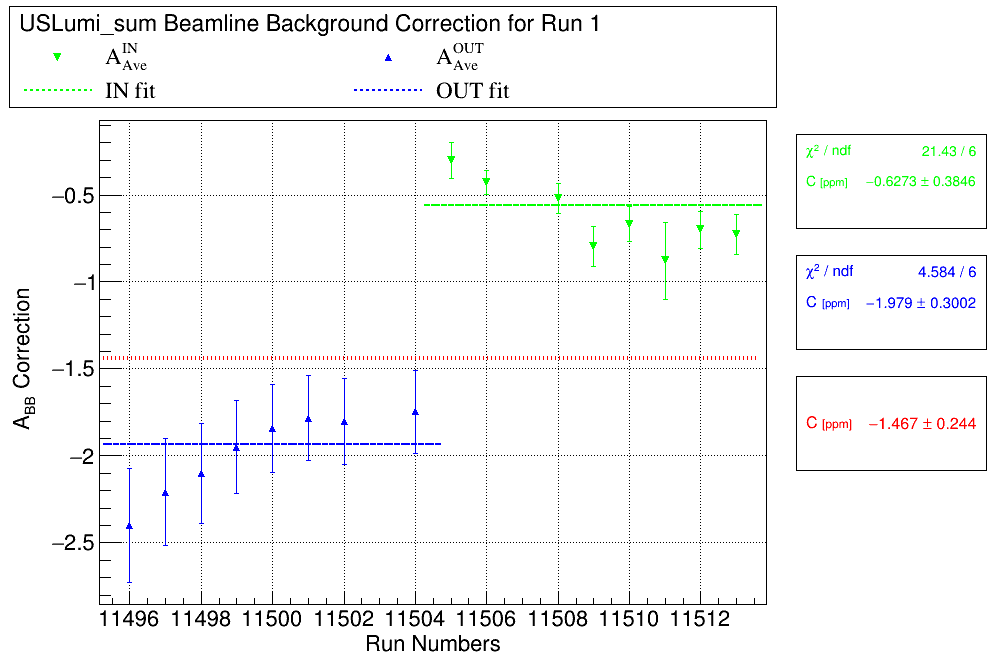 USLumi_sum Beamline Background Correction for Run 1
A^IN_Ave A^OUT_Ave
IN fit OUT fit
χ² / ndf 21.43 / 6
C [ppm] −0.6273 ± 0.3846
χ² / ndf 4.584 / 6
C [ppm] −1.979 ± 0.3002
C [ppm] −1.467 ± 0.244
A_BB Correction
−0.5
−1
−1.5
−2
−2.5
11496 11498 11500 11502 11504 11506 11508 11510 11512
Run Numbers